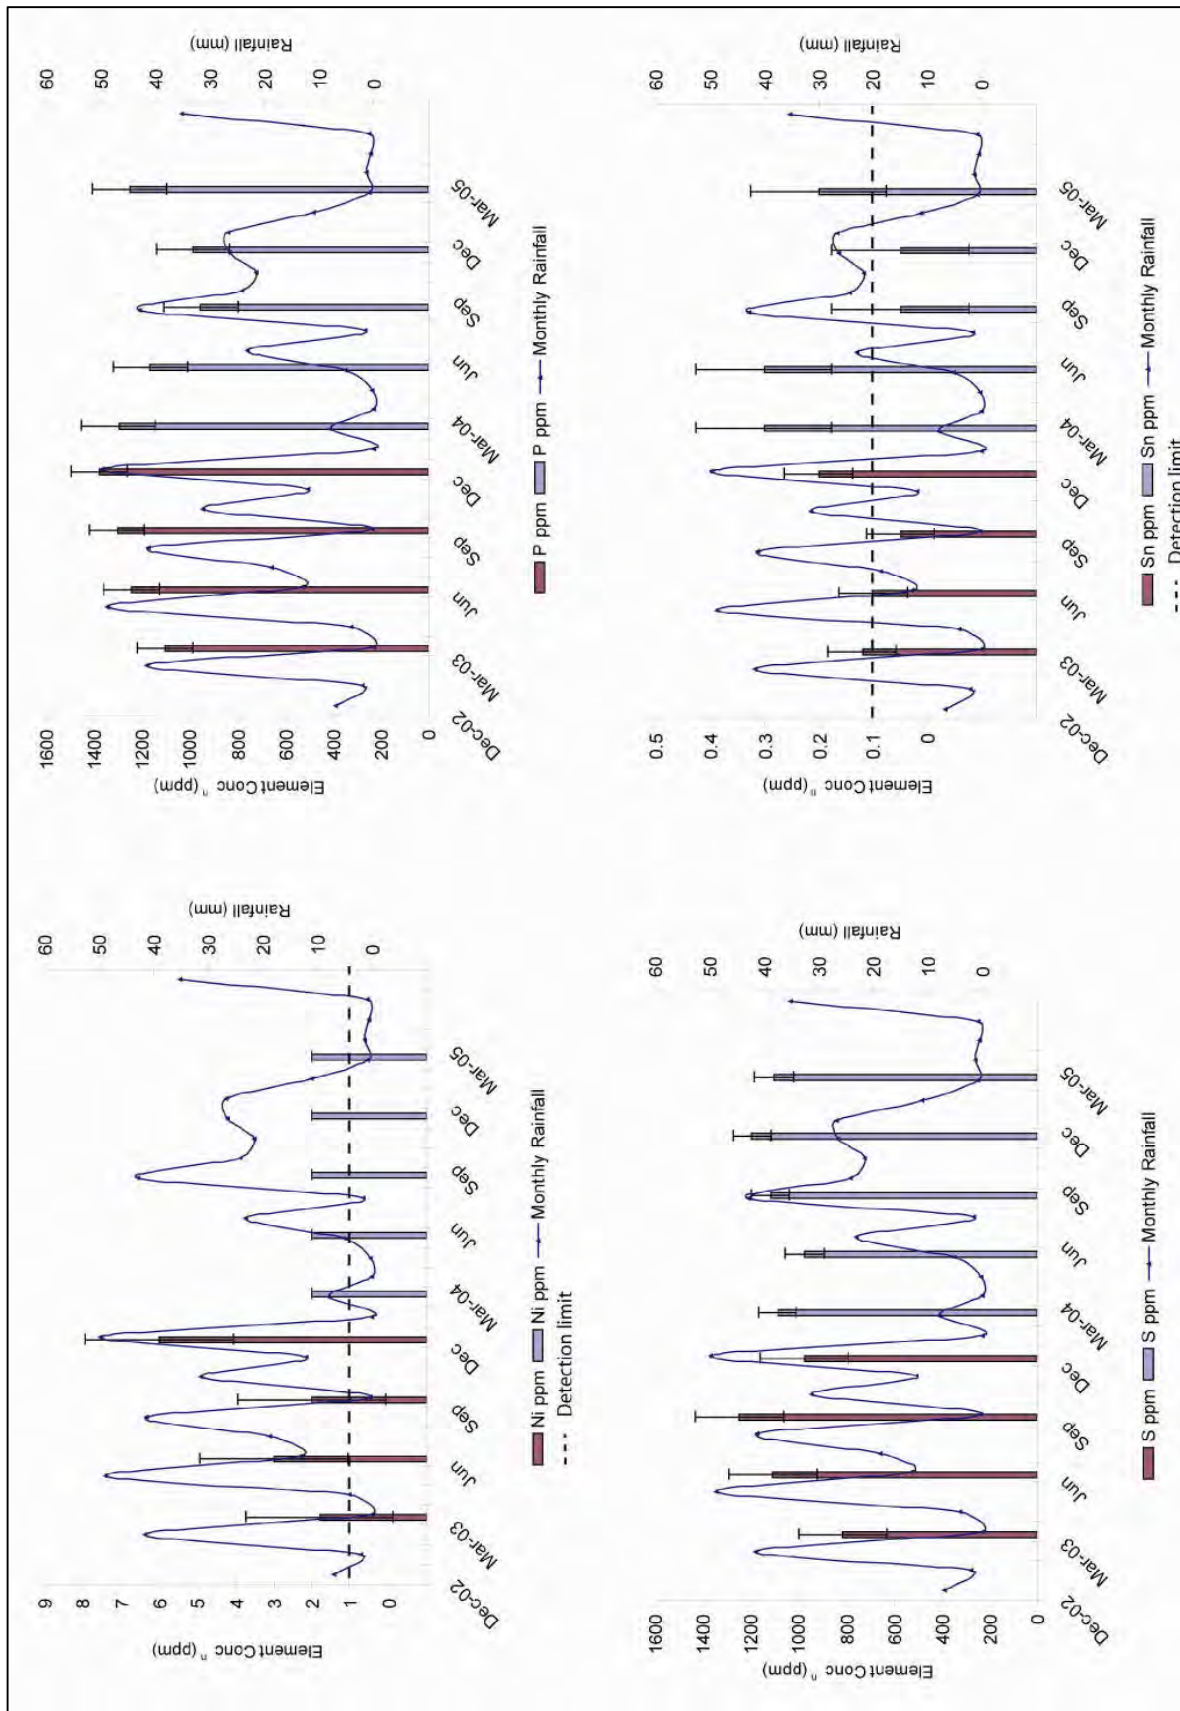 Element Conc n (ppm)
9
8
7
6
5
4
3
2
1
0
Rainfall (mm)
60
50
40
30
20
10
0
Dec-02
Mar-03
Jun
Sep
Dec
Mar-04
Jun
Sep
Dec
Mar-05
Ni ppm Ni ppm Monthly Rainfall
Detection limit
Element Conc n (ppm)
1600
1400
1200
1000
800
600
400
200
0
Rainfall (mm)
60
50
40
30
20
10
0
Dec-02
Mar-03
Jun
Sep
Dec
Mar-04
Jun
Sep
Dec
Mar-05
P ppm P ppm Monthly Rainfall
Element Conc n (ppm)
1600
1400
1200
1000
800
600
400
200
0
Rainfall (mm)
60
50
40
30
20
10
0
Dec-02
Mar-03
Jun
Sep
Dec
Mar-04
Jun
Sep
Dec
Mar-05
S ppm S ppm Monthly Rainfall
Element Conc n (ppm)
0.5
0.4
0.3
0.2
0.1
0
Rainfall (mm)
60
50
40
30
20
10
0
Dec-02
Mar-03
Jun
Sep
Dec
Mar-04
Jun
Sep
Dec
Mar-05
Sn ppm Sn ppm Monthly Rainfall
Detection limit